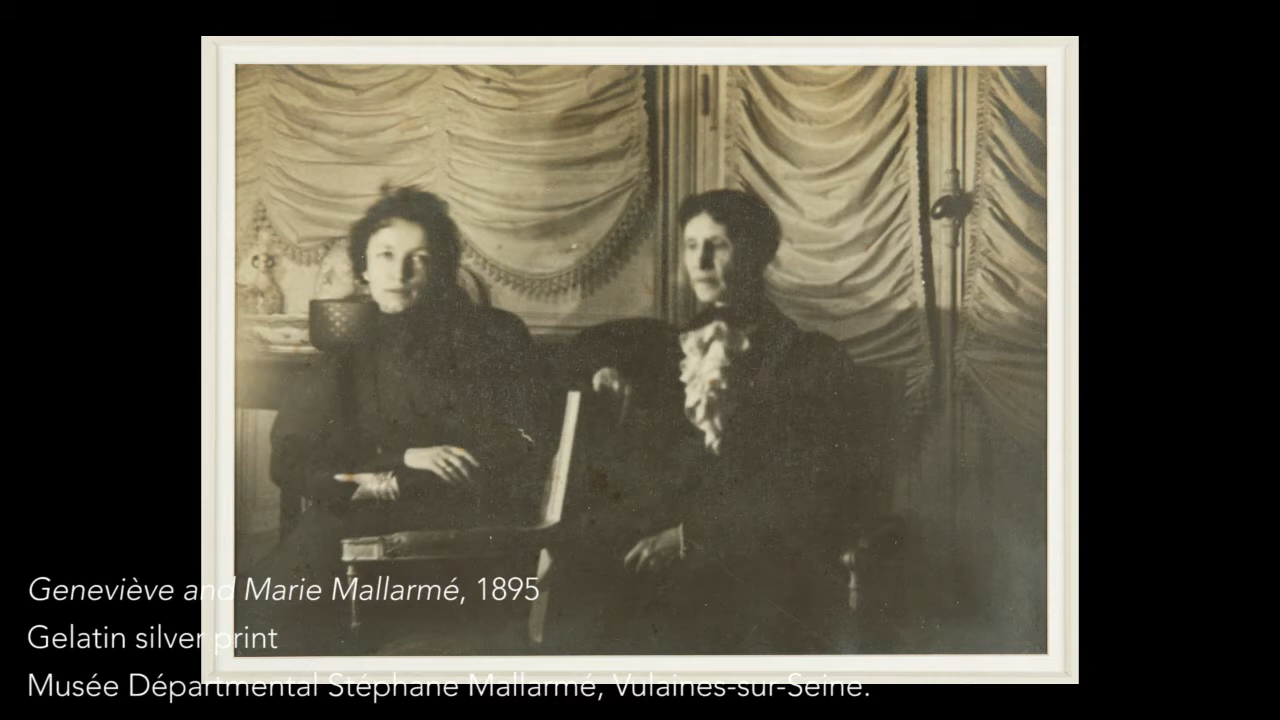 Geneviève and Marie Mallarmé, 1895
Gelatin silver print
Musée Départmental Stéphane Mallarmé, Vulaines-sur-Seine.